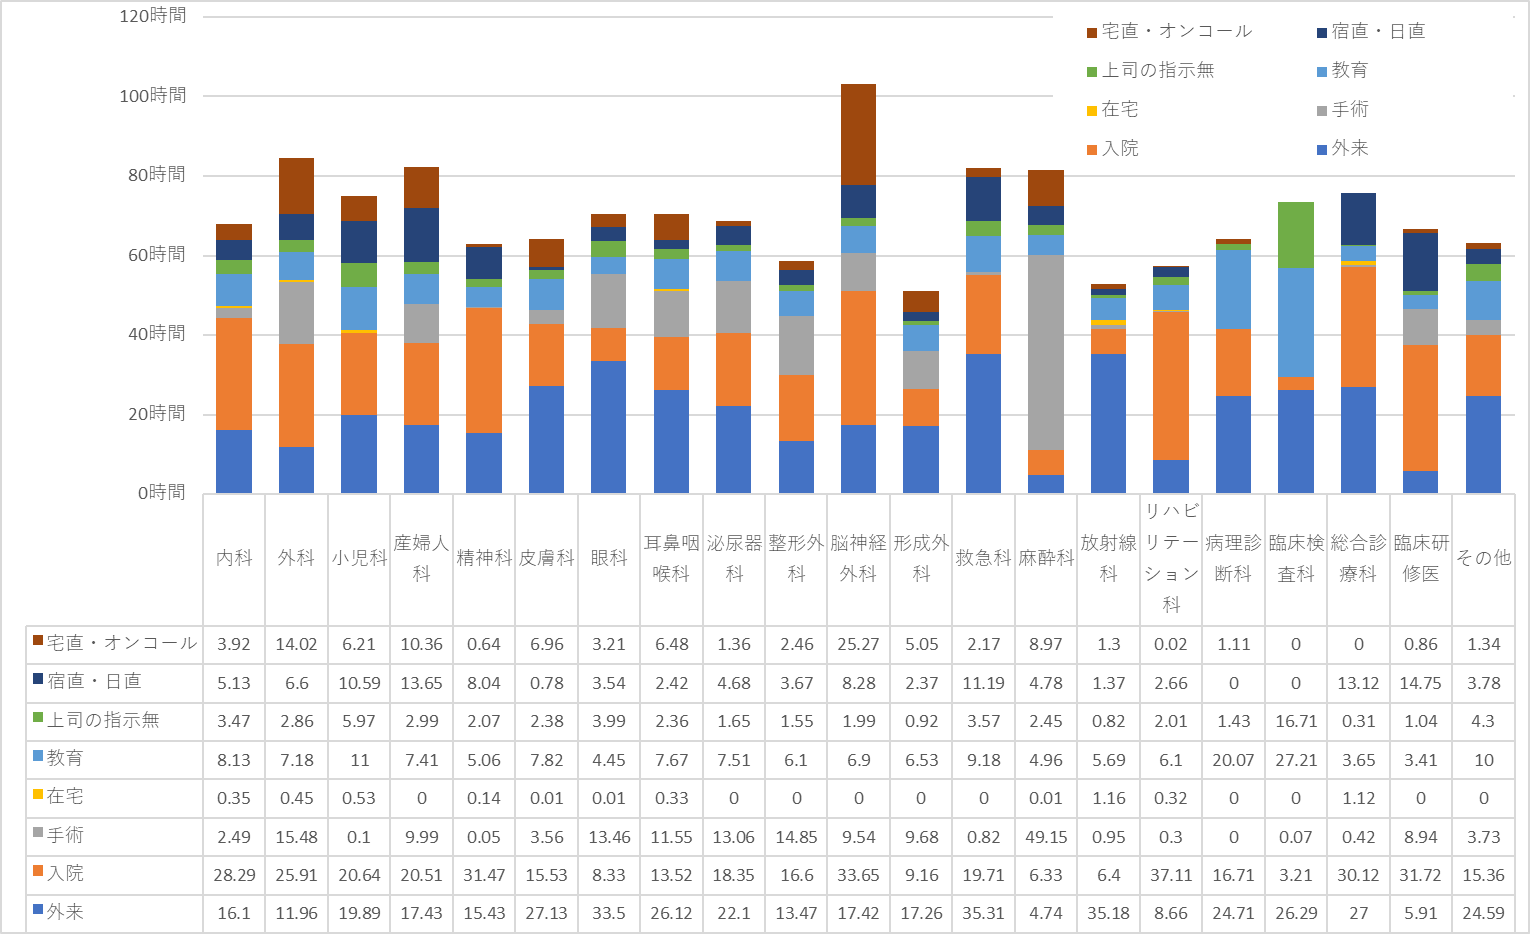 120時間
100時間
80時間
60時間
40時間
20時間
0時間
宅直・オンコール 宿直・日直
上司の指示無 教育
在宅 手術
入院 外来
内科 外科 小児科 産婦人科 精神科 皮膚科 眼科 耳鼻咽喉科 泌尿器科 整形外科 脳神経外科 形成外科 救急科 麻酔科 放射線科 リハビリテーション科 病理診断科 臨床検査科 総合診療科 臨床研修医 その他
宅直・オンコール 3.92 14.02 6.21 10.36 0.64 6.96 3.21 6.48 1.36 2.46 25.27 5.05 2.17 8.97 1.3 0.02 1.11 0 0 0.86 1.34
宿直・日直 5.13 6.6 10.59 13.65 8.04 0.78 3.54 2.42 4.68 3.67 8.28 2.37 11.19 4.78 1.37 2.66 0 0 13.12 14.75 3.78
上司の指示無 3.47 2.86 5.97 2.99 2.07 2.38 3.99 2.36 1.65 1.55 1.99 0.92 3.57 2.45 0.82 2.01 1.43 16.71 0.31 1.04 4.3
教育 8.13 7.18 11 7.41 5.06 7.82 4.45 7.67 7.51 6.1 6.9 6.53 9.18 4.96 5.69 6.1 20.07 27.21 3.65 3.41 10
在宅 0.35 0.45 0.53 0 0.14 0.01 0.01 0.33 0 0 0 0 0 0.01 1.16 0.32 0 0 1.12 0 0
手術 2.49 15.48 0.1 9.99 0.05 3.56 13.46 11.55 13.06 14.85 9.54 9.68 0.82 49.15 0.95 0.3 0 0.07 0.42 8.94 3.73
入院 28.29 25.91 20.64 20.51 31.47 15.53 8.33 13.52 18.35 16.6 33.65 9.16 19.71 6.33 6.4 37.11 16.71 3.21 30.12 31.72 15.36
外来 16.1 11.96 19.89 17.43 15.43 27.13 33.5 26.12 22.1 13.47 17.42 17.26 35.31 4.74 35.18 8.66 24.71 26.29 27 5.91 24.59